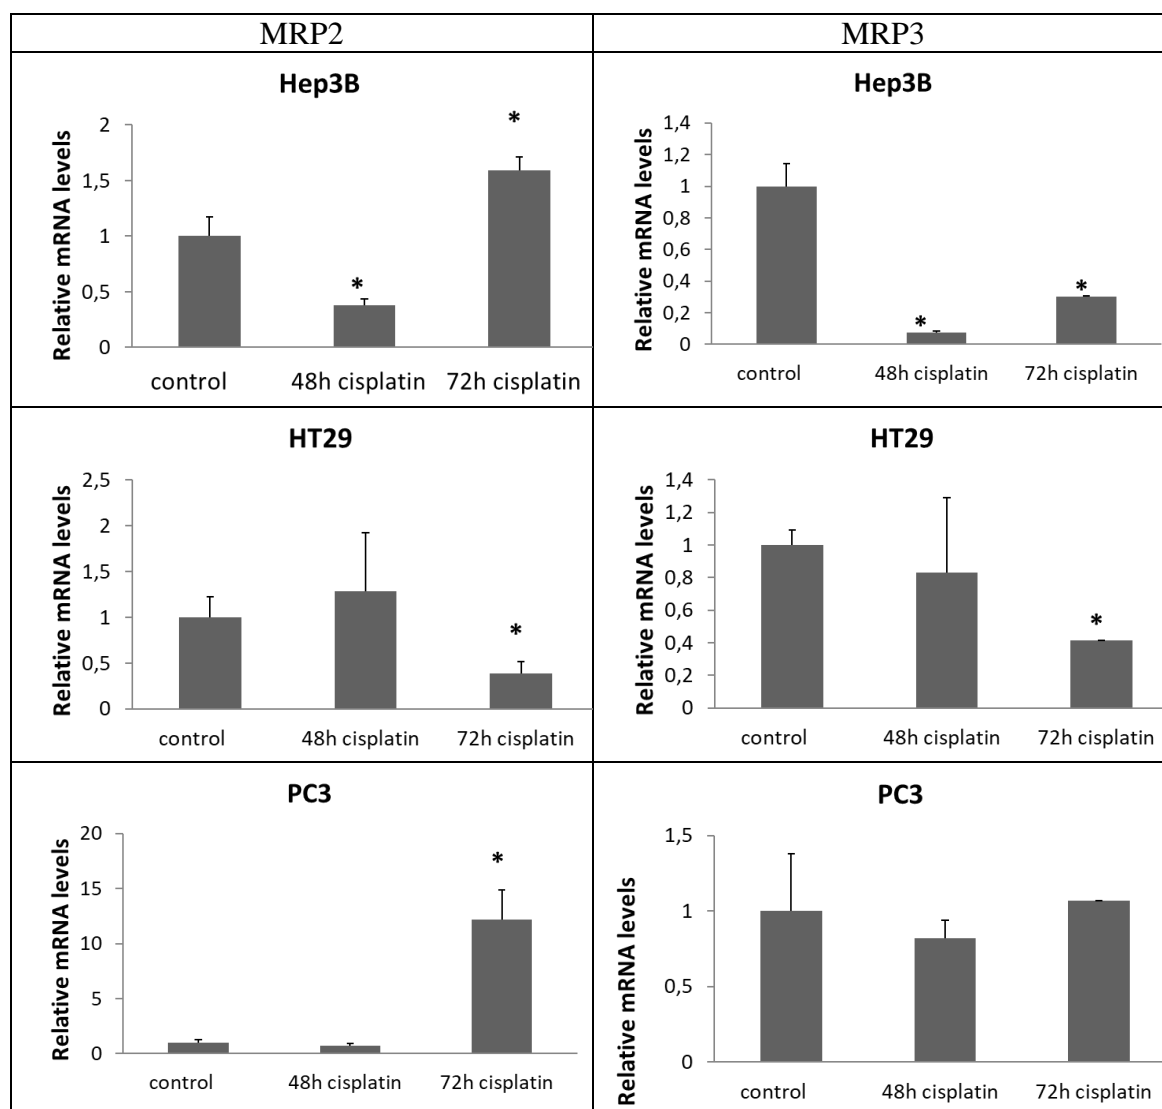 MRP2
MRP3
Hep3B
Relative mRNA levels
2
1,5
1
0,5
0
*
*
control
48h cisplatin
72h cisplatin
Hep3B
Relative mRNA levels
1,4
1,2
1
0,8
0,6
0,4
0,2
0
*
*
control
48h cisplatin
72h cisplatin
HT29
Relative mRNA levels
2,5
2
1,5
1
0,5
0
*
control
48h cisplatin
72h cisplatin
HT29
Relative mRNA levels
1,4
1,2
1
0,8
0,6
0,4
0,2
0
*
control
48h cisplatin
72h cisplatin
PC3
Relative mRNA levels
20
15
10
5
0
*
control
48h cisplatin
72h cisplatin
PC3
Relative mRNA levels
1,5
1
0,5
0
control
48h cisplatin
72h cisplatin